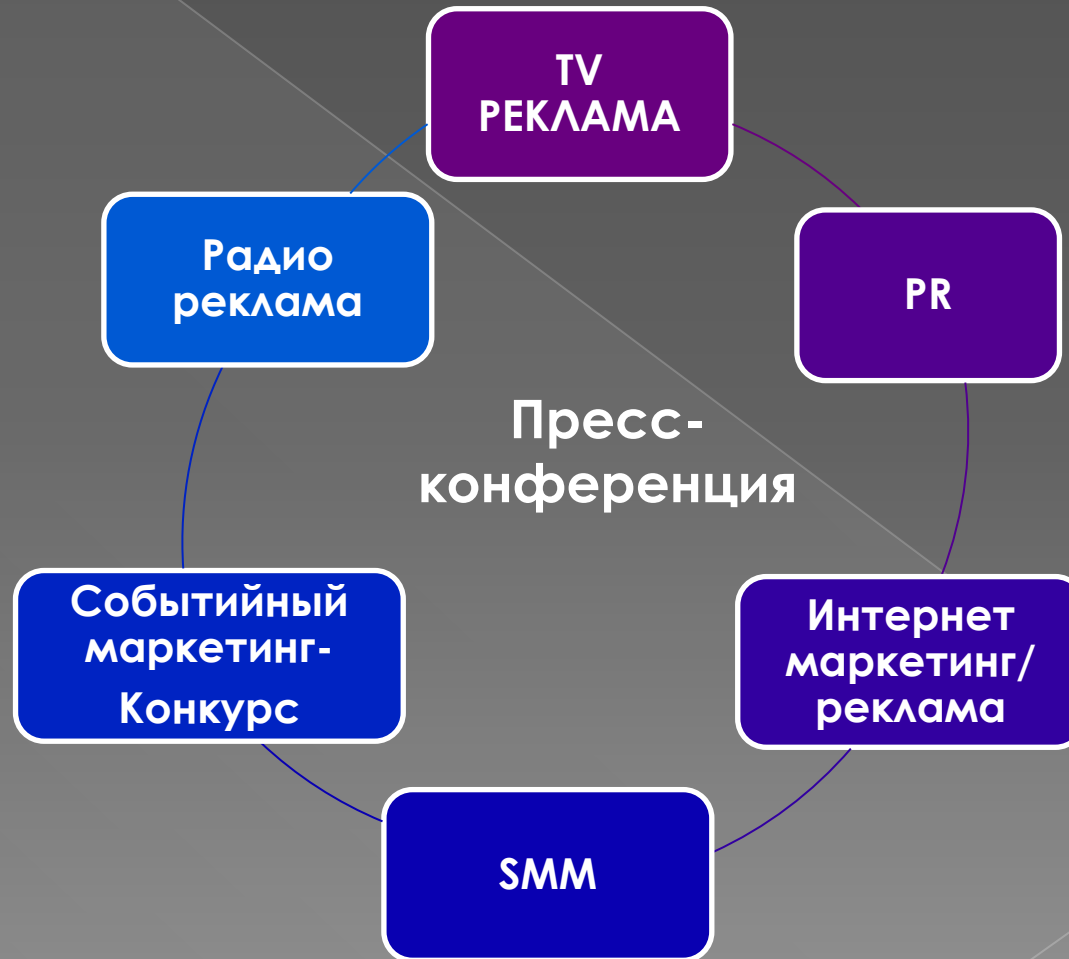 TV
РЕКЛАМА
Радио
реклама
PR
Пресс-
конференция
Событийный
маркетинг-
Конкурс
Интернет
маркетинг/
реклама
SMM